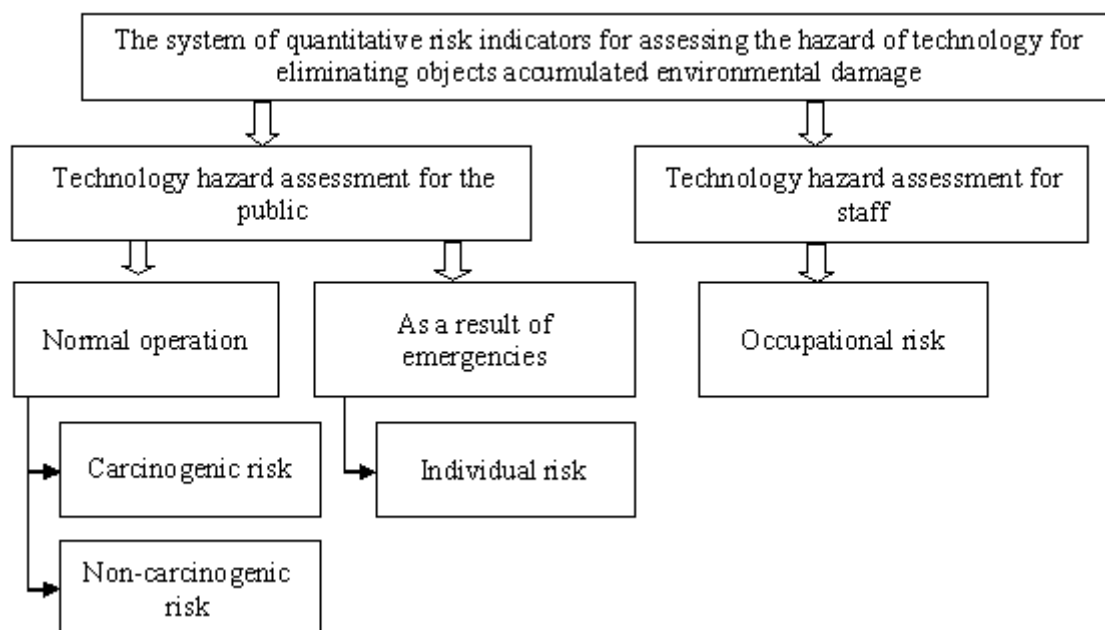 The system of quantitative risk indicators for assessing the hazard of technology for
eliminating objects accumulated environmental damage
Technology hazard assessment for the
public
Technology hazard assessment for
staff
Normal operation
As a result of
emergencies
Occupational risk
Carcinogenic risk
Individual risk
Non-carcinogenic
risk